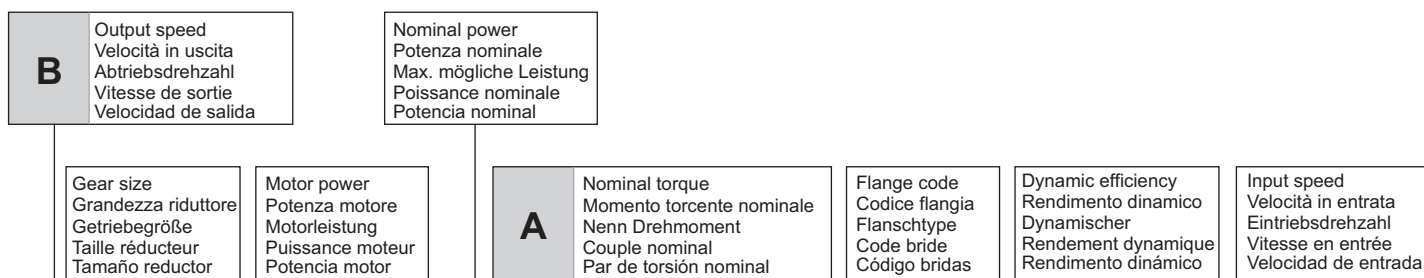 B
Output speed
Velocità in uscita
Abtriebsdrehzahl
Vitesse de sortie
Velocidad de salida
Nominal power
Potenza nominale
Max. mögliche Leistung
Poissance nominale
Potencia nominal
Gear size
Grandezza riduttore
Getriebegröße
Taille réducteur
Tamaño reductor
Motor power
Potenza motore
Motorleistung
Puissance moteur
Potencia motor
A
Nominal torque
Momento torcente nominale
Nenn Drehmoment
Couple nominal
Par de torsión nominal
Flange code
Codice flangia
Flanschtype
Code bride
Código bridas
Dynamic efficiency
Rendimento dinamico
Dynamischer
Rendement dynamique
Rendimento dinámico
Input speed
Velocità in entrata
Eintriebsdrehzahl
Vitesse en entrée
Velocidad de entrada